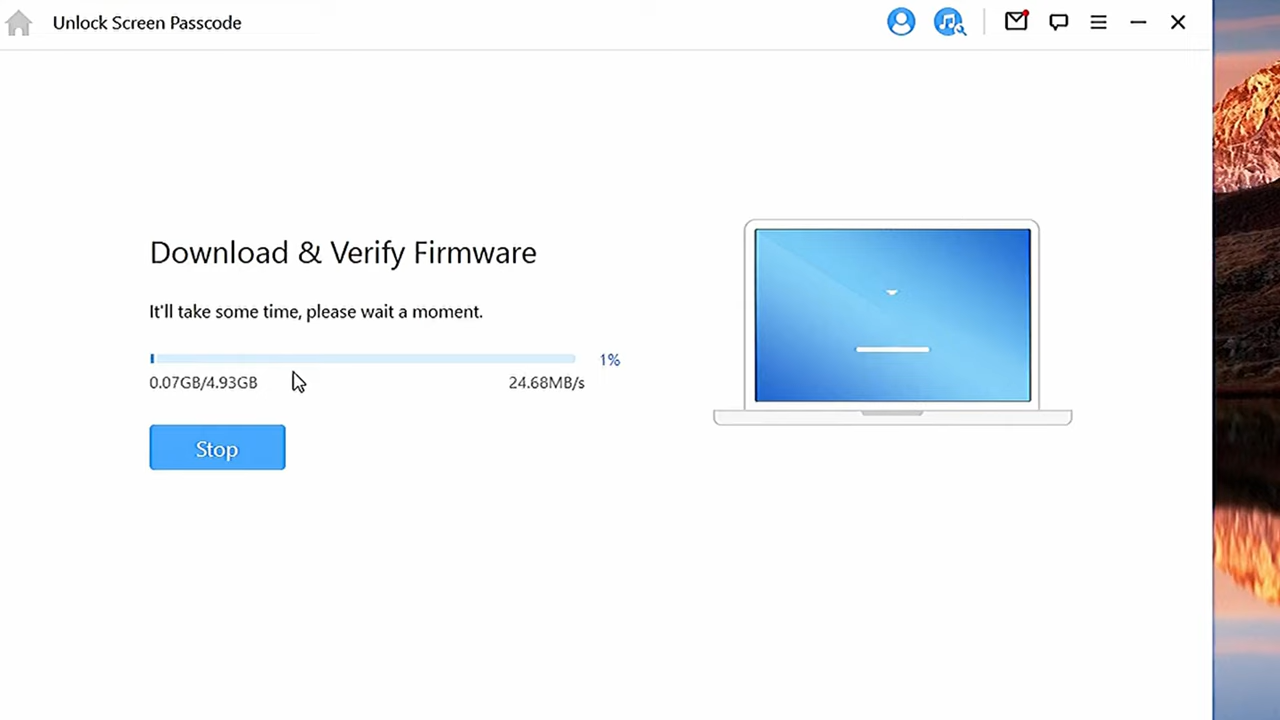 Unlock Screen Passcode
Download & Verify Firmware
It'll take some time, please wait a moment.
1%
0.07GB/4.93GB
24.68MB/s
Stop